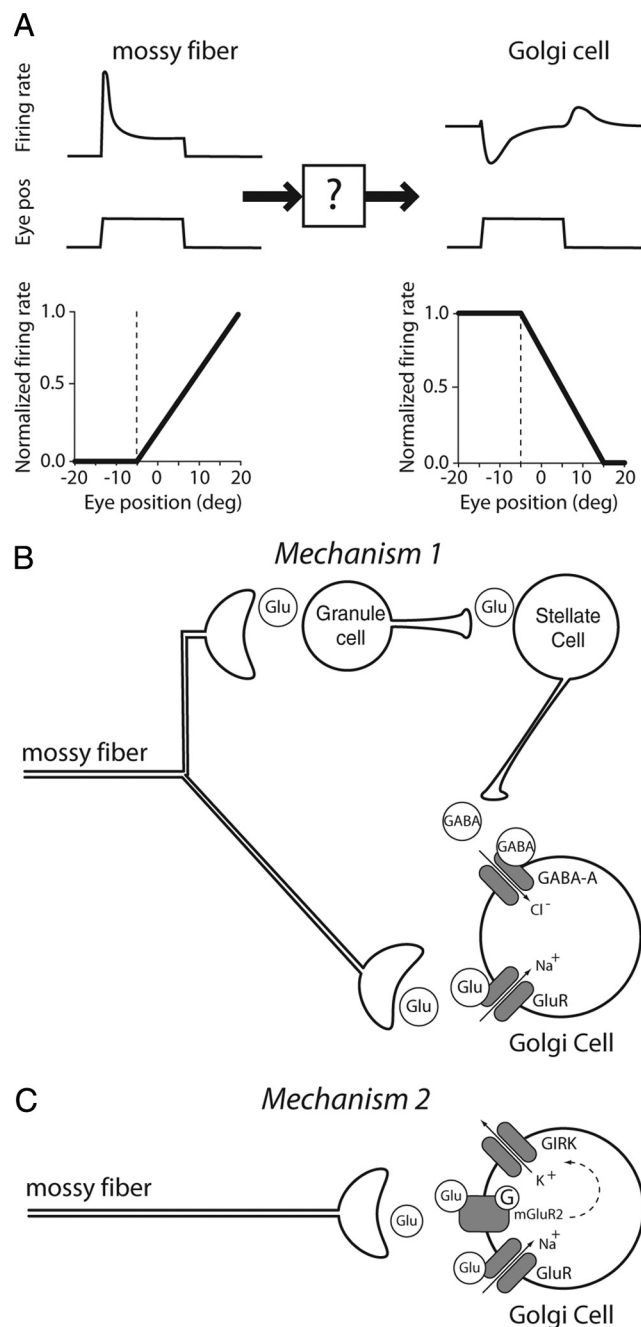 A
mossy fiber
Golgi cell
Firing rate
Eye pos
?
Normalized firing rate
1.0
0.5
0.0
-20 -10 0 10 20
Eye position (deg)
Normalized firing rate
1.0
0.5
1.0
-20 -10 0 10 20
Eye position (deg)
B
Mechanism 1
Glu
Granule
cell
Glu
Stellate
Cell
mossy fiber
GABA
GABA
GABA-A
Cl-
Na+
Glu
Glu
GluR
Golgi Cell
C
Mechanism 2
GIRK
K+
mossy fiber
Glu
Glu
G
mGluR2
Na+
Glu
GluR
Golgi Cell